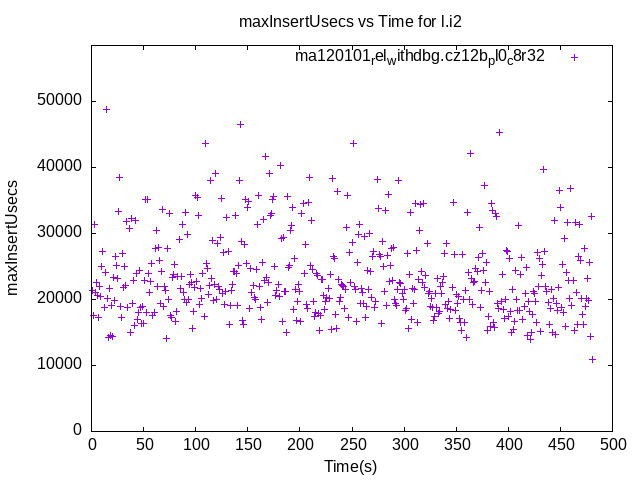 maxInsertUsecs vs Time for l.i2
ma120101relwithdbg.cz12bpl0c8r32
50000
40000
30000
20000
10000
0
maxInsertUsecs
0 50 100 150 200 250 300 350 400 450 500
Time(s)